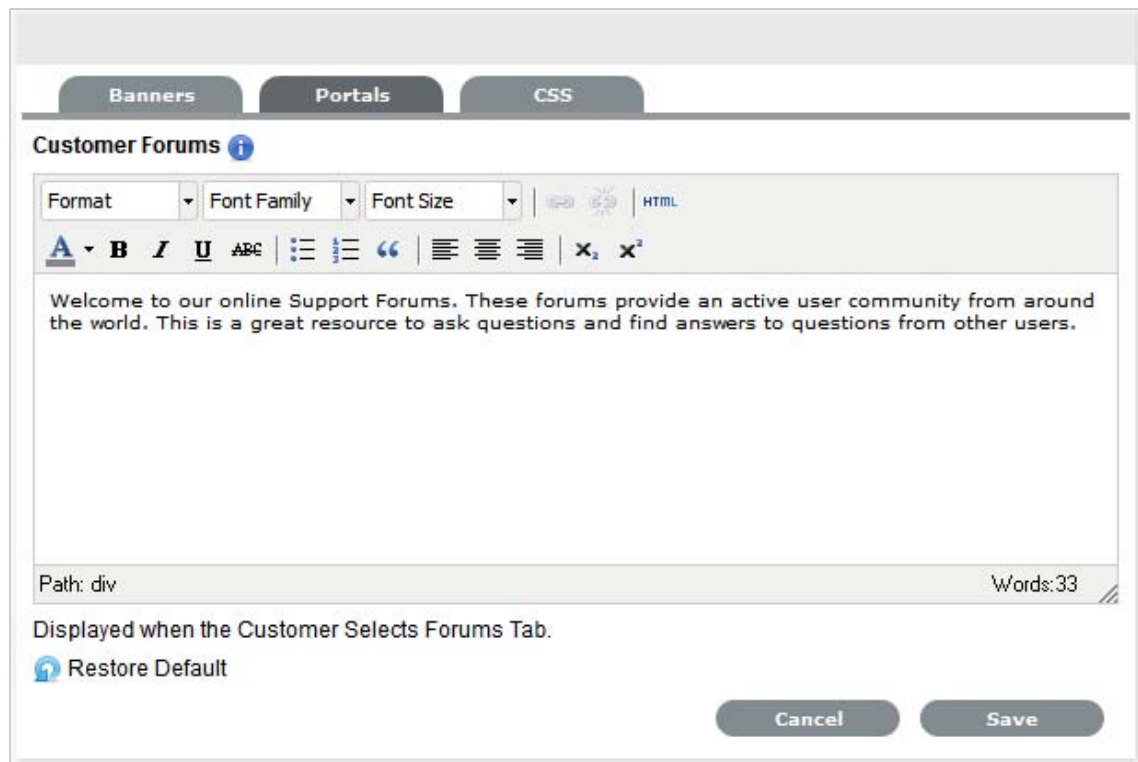 Banners Portals CSS
Customer Forums
Format Font Family Font Size HTML
A B I U ABC X₂ X²
Welcome to our online Support Forums. These forums provide an active user community from around
the world. This is a great resource to ask questions and find answers to questions from other users.
Path: div Words:33
Displayed when the Customer Selects Forums Tab.
Restore Default
Cancel Save